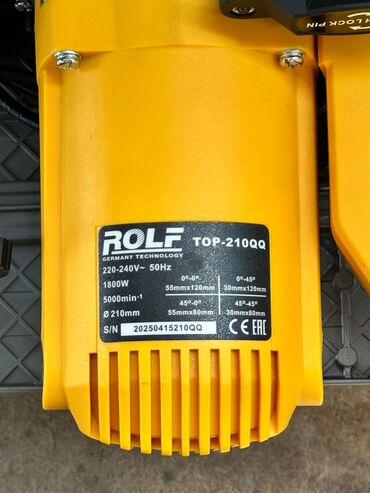 LOCK PIN
ROLF
GERMANY TECHNOLOGY
TOP-210QQ
220-240V~ 50Hz
1800W
5000min⁻¹
Ø 210mm
0°-0°
55mmx120mm
0°-45°
30mmx120mm
45°-0°
55mmx80mm
45°-45°
30mmx80mm
S/N 20250415210QQ
CE EAC